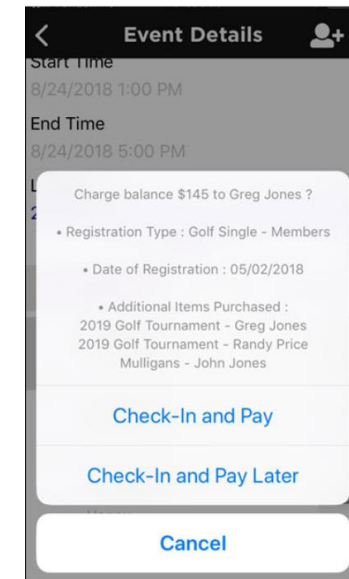 Event Details
Start Time
8/24/2018 1:00 PM
End Time
8/24/2018 5:00 PM
L
2
Charge balance $145 to Greg Jones ?
• Registration Type : Golf Single - Members
• Date of Registration : 05/02/2018
• Additional Items Purchased :
2019 Golf Tournament - Greg Jones
2019 Golf Tournament - Randy Price
Mulligans - John Jones
Check-In and Pay
Check-In and Pay Later
Cancel